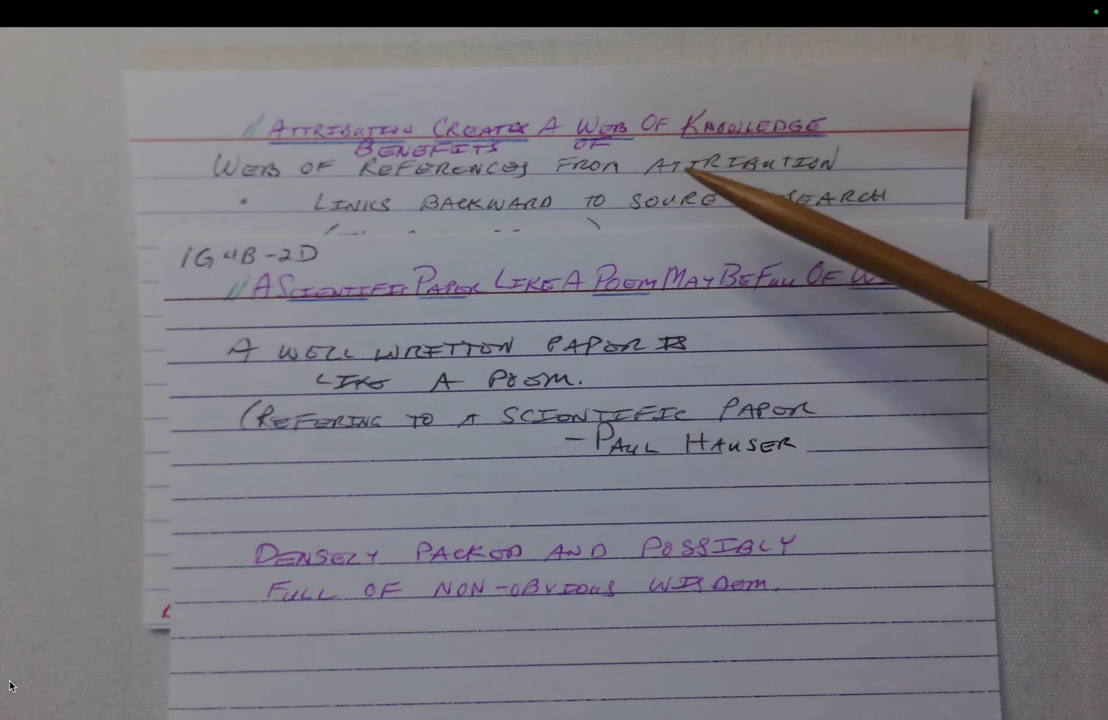 // ATTRIBUTION CREATES A WEB OF KNOWLEDGE
BENEFITS OF
WEB OF REFERENCES FROM ATTRIBUTION
• LINKS BACKWARD TO SOURCE
1G4B-2D
// A SCIENTIFIC PAPER LIKE A POEM MAY BE FULL OF
A WELL WRETTON PAPER IS
LIKE A POEM.
(REFERING TO A SCIENTIFIC PAPER
- PAUL HAUSER
DENSELY PACKED AND POSSIBLY
FULL OF NON-OBVIOUS WISDOM.